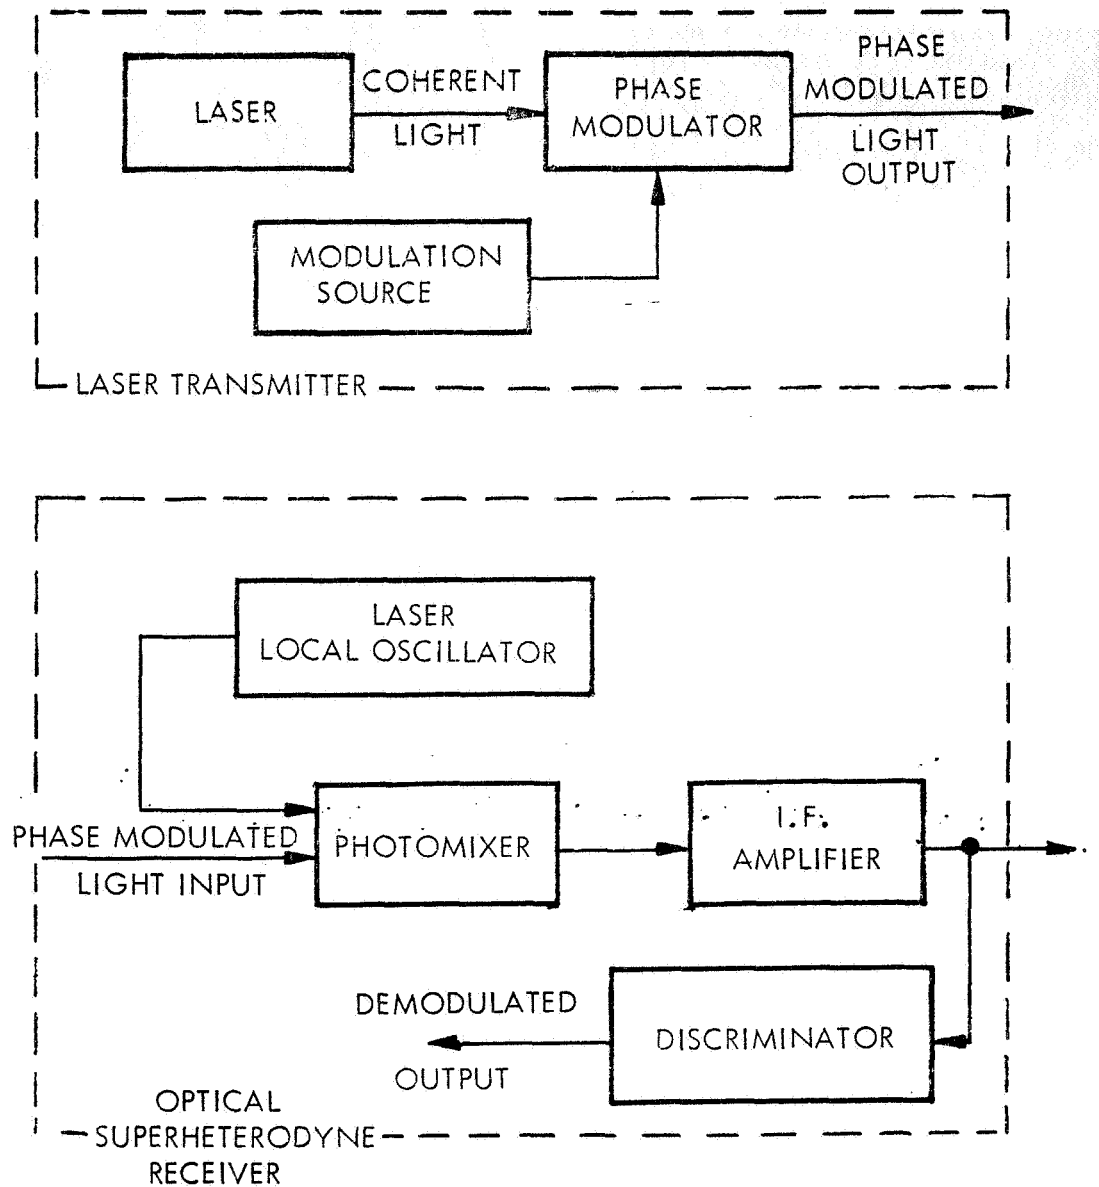 LASER
COHERENT
LIGHT
PHASE
MODULATOR
PHASE
MODULATED
LIGHT
OUTPUT
MODULATION
SOURCE
LASER TRANSMITTER
LASER
LOCAL OSCILLATOR
PHASE MODULATED
LIGHT INPUT
PHOTOMIXER
I.F.
AMPLIFIER
DEMODULATED
OUTPUT
DISCRIMINATOR
OPTICAL
SUPERHETERODYNE
RECEIVER